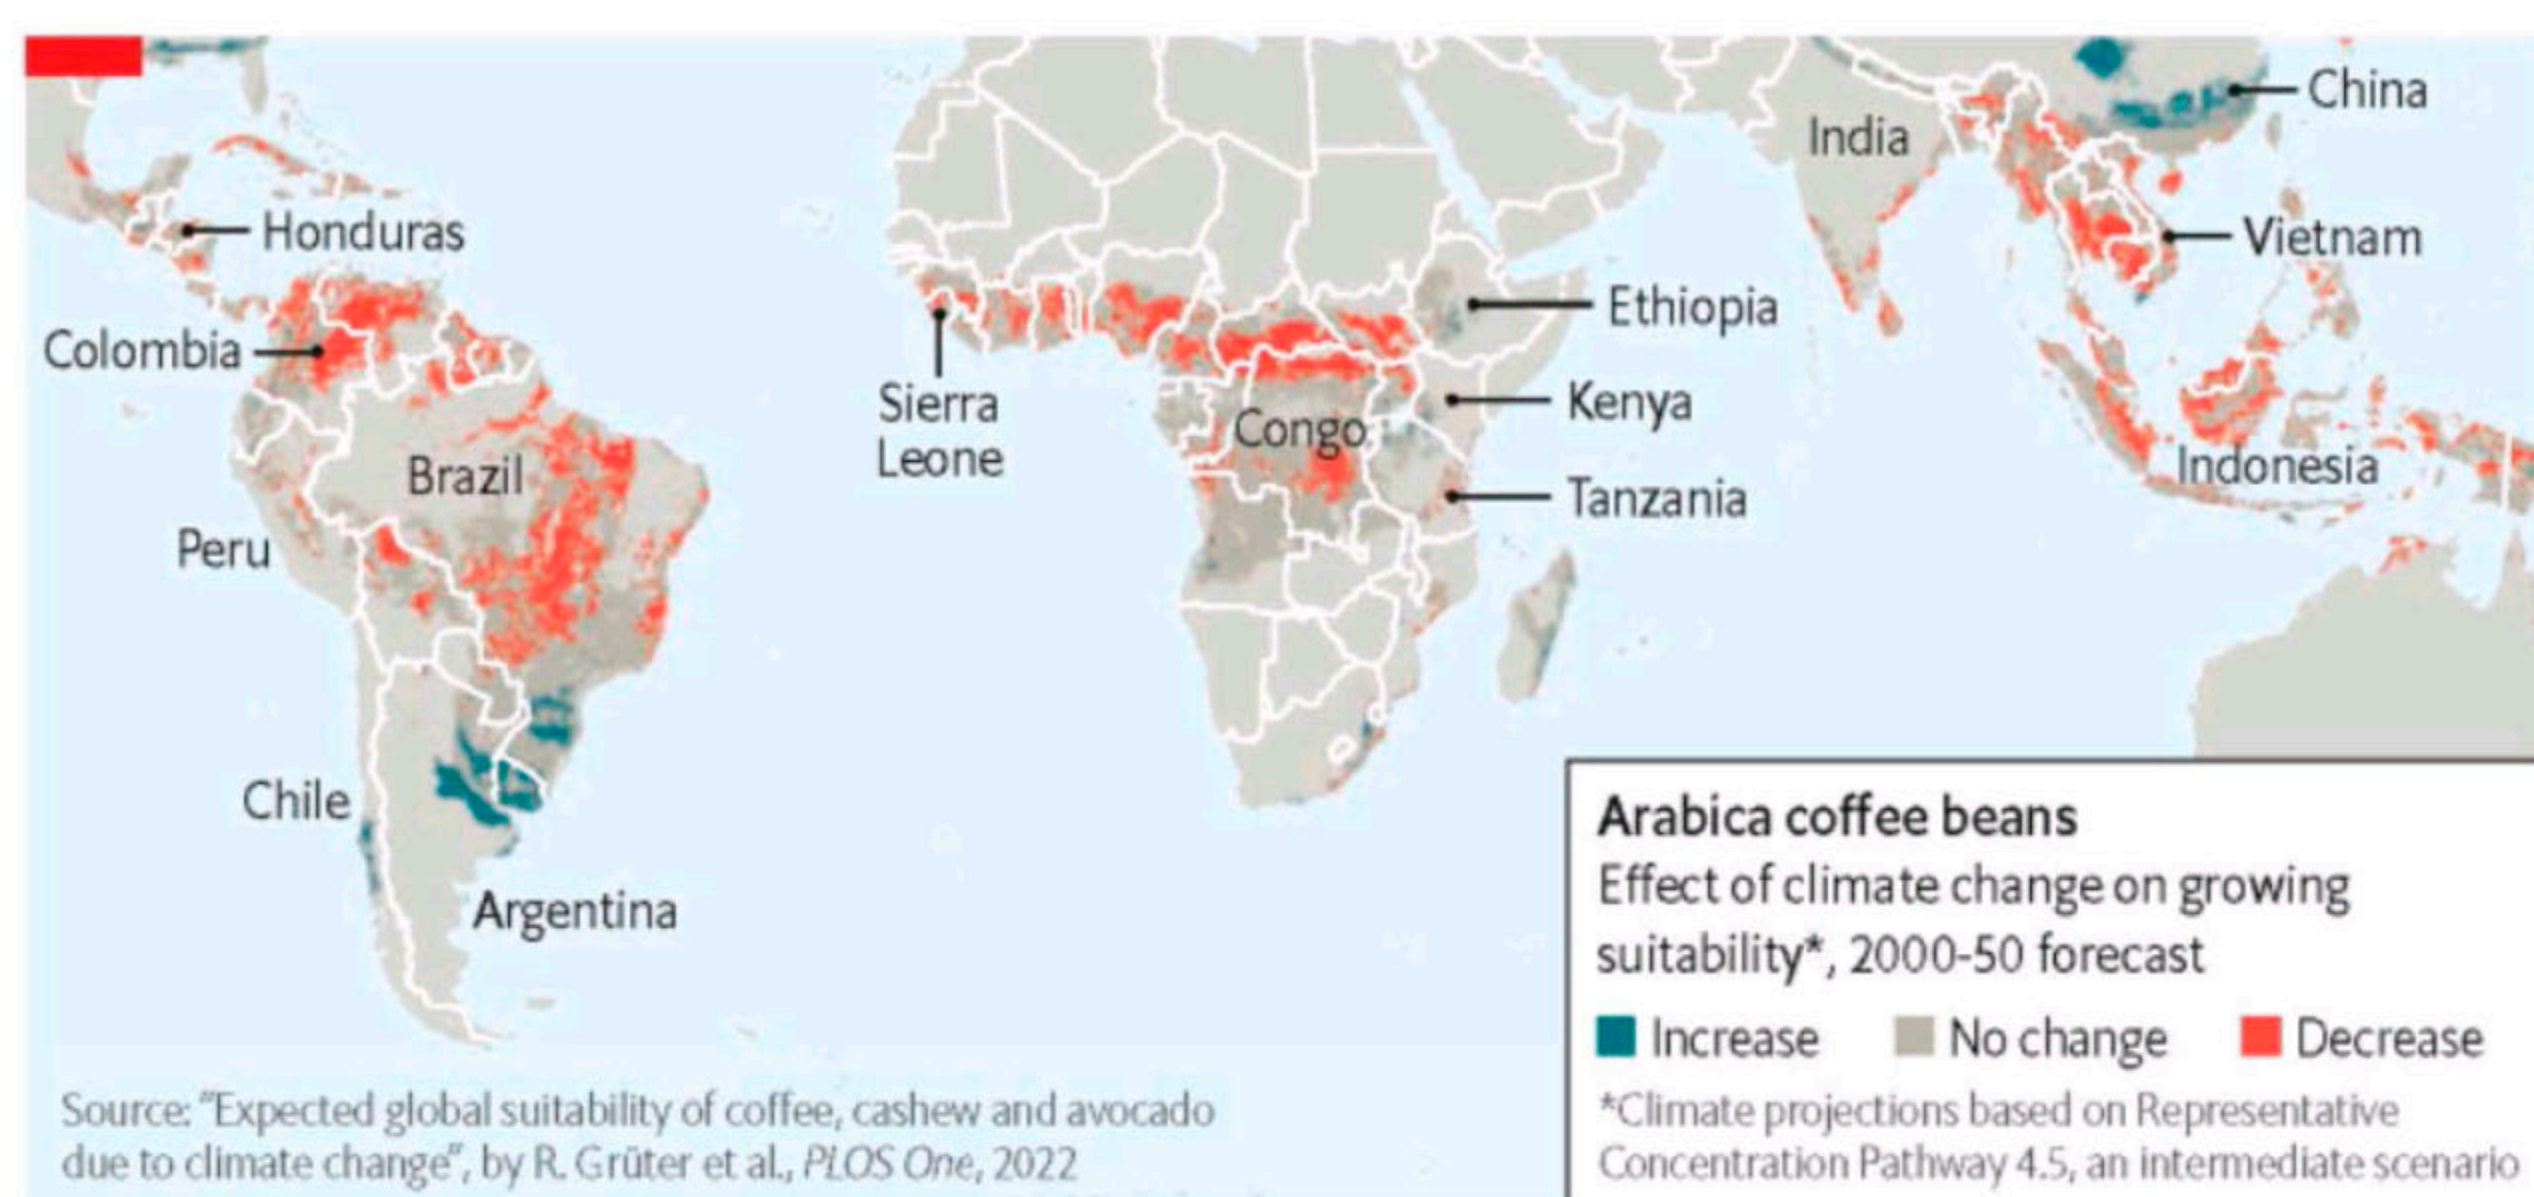 China
India
Honduras
Vietnam
Ethiopia
Colombia
Sierra
Leone
Kenya
Congo
Brazil
Indonesia
Tanzania
Peru
Chile
Argentina
Arabica coffee beans
Effect of climate change on growing
suitability*, 2000-50 forecast
Increase No change Decrease
*Climate projections based on Representative
Concentration Pathway 4.5, an intermediate scenario
Source: "Expected global suitability of coffee, cashew and avocado
due to climate change", by R. Grüter et al., PLOS One, 2022